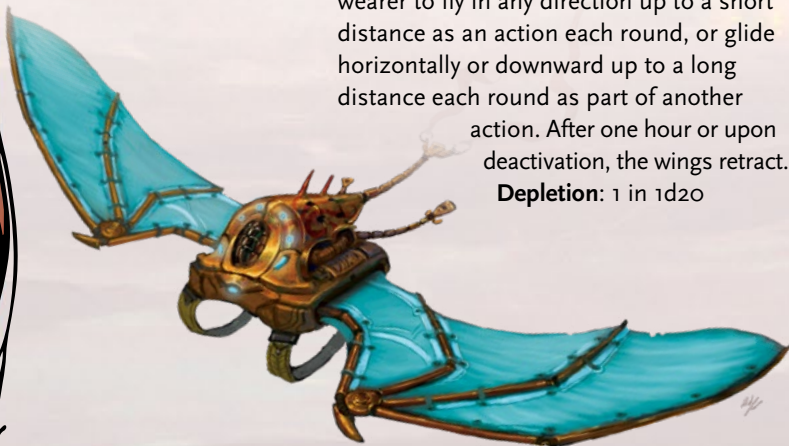 wearer to fly in any direction up to a short
distance as an action each round, or glide
horizontally or downward up to a long
distance each round as part of another
action. After one hour or upon
deactivation, the wings retract.
Depletion: 1 in 1d20